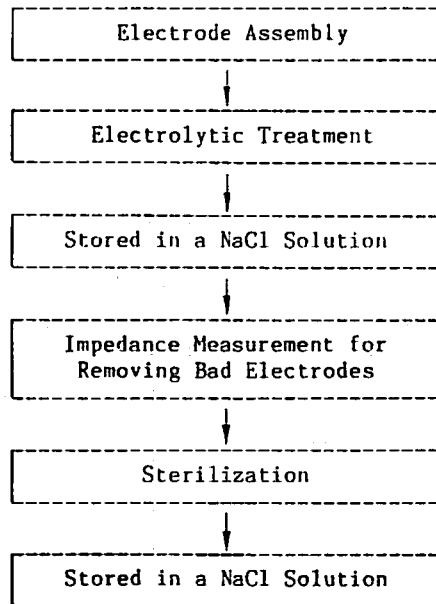 Electrode Assembly
Electrolytic Treatment
Stored in a NaCl Solution
Impedance Measurement for
Removing Bad Electrodes
Sterilization
Stored in a NaCl Solution